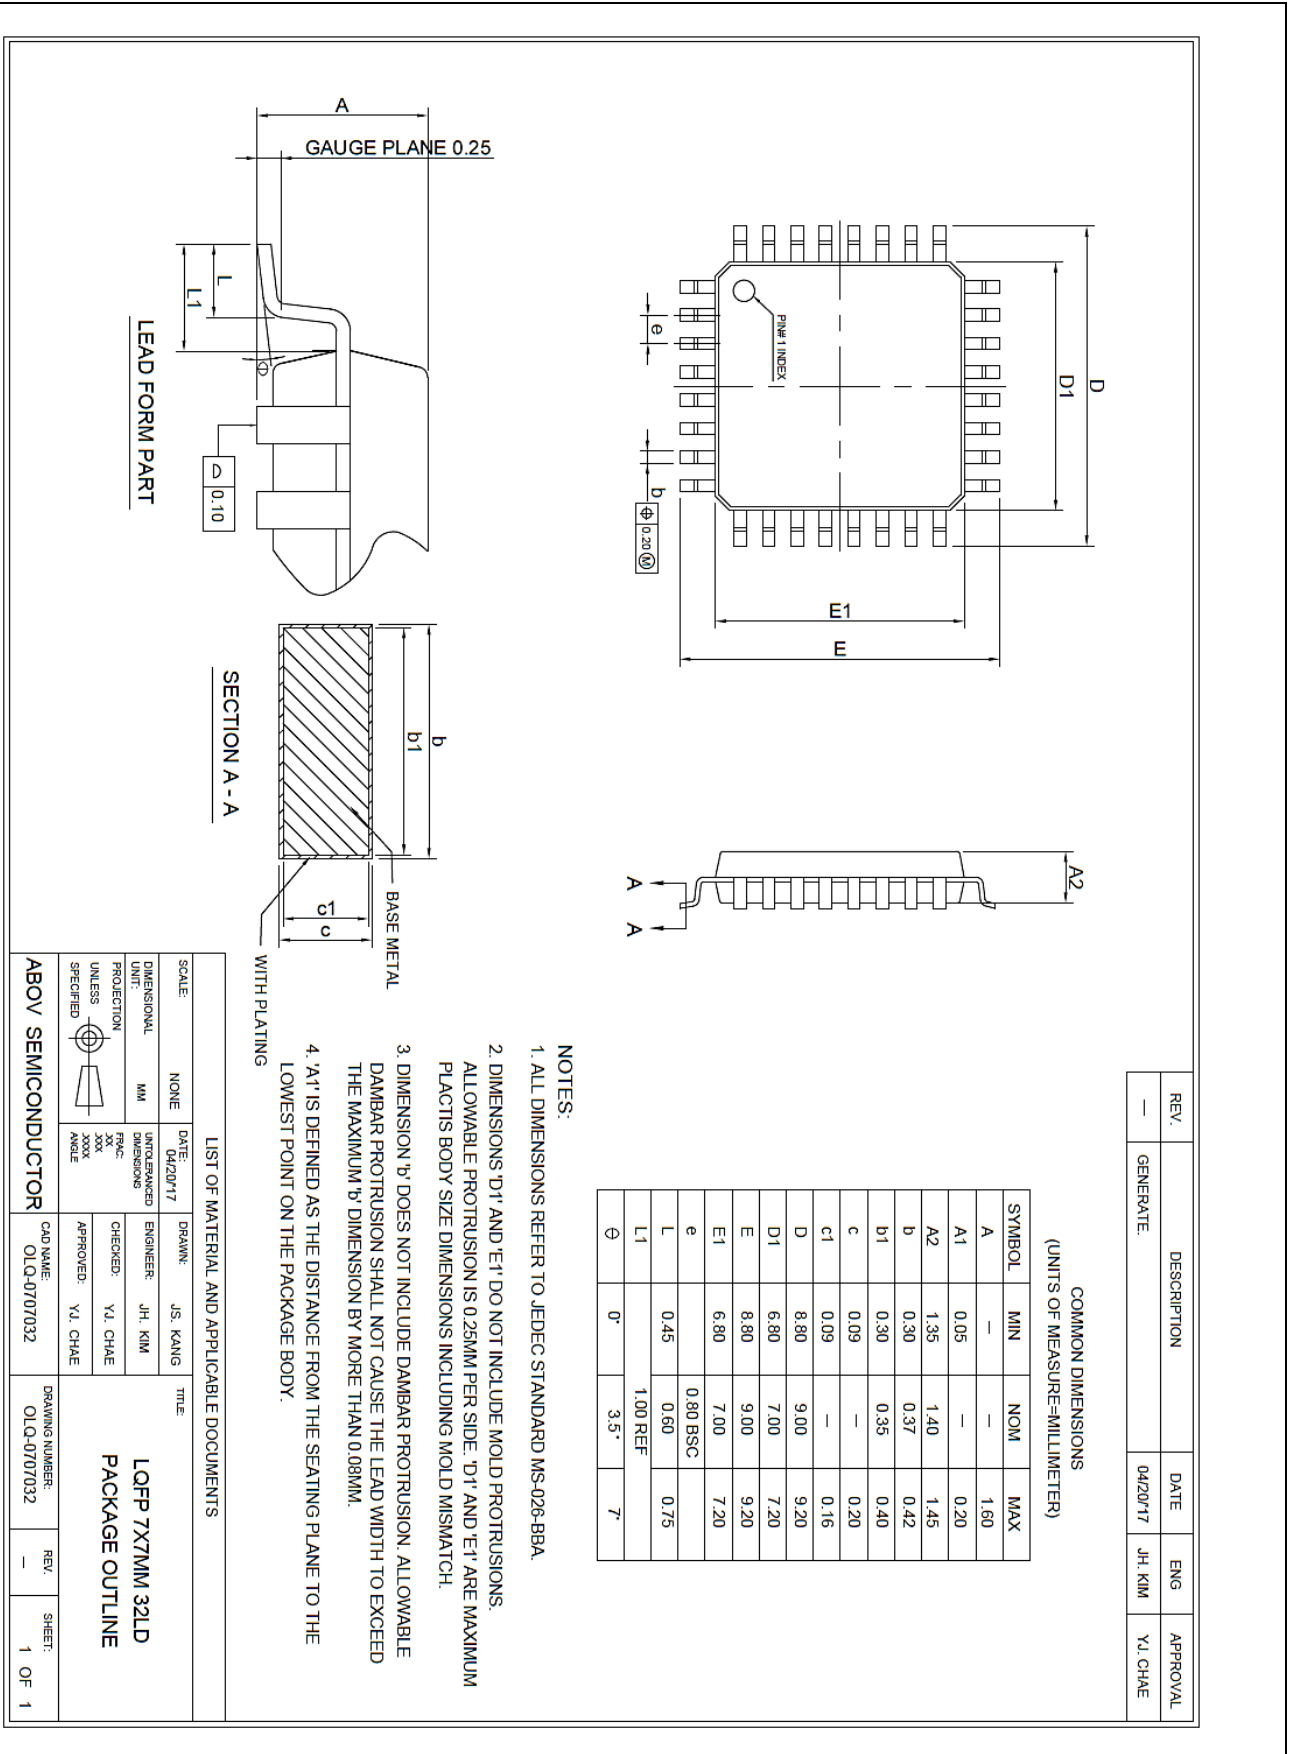 REV. DESCRIPTION DATE ENG APPROVAL
— GENERATE. 04/20/'17 JH. KIM YJ. CHAE
D
D1
PIN# 1 INDEX
e
b
⌖ 0.20 Ⓜ
E1
E
A2
A
A
COMMON DIMENSIONS
(UNITS OF MEASURE=MILLIMETER)
SYMBOL MIN NOM MAX
A — — 1.60
A1 0.05 — 0.20
A2 1.35 1.40 1.45
b 0.30 0.37 0.42
b1 0.30 0.35 0.40
c 0.09 — 0.20
c1 0.09 — 0.16
D 8.80 9.00 9.20
D1 6.80 7.00 7.20
E 8.80 9.00 9.20
E1 6.80 7.00 7.20
e 0.80 BSC
L 0.45 0.60 0.75
L1 1.00 REF
Θ 0° 3.5° 7°
A
GAUGE PLANE 0.25
L
L1
Θ
⌓ 0.10
LEAD FORM PART
b
b1
c1
c
BASE METAL
WITH PLATING
SECTION A - A
NOTES:
1. ALL DIMENSIONS REFER TO JEDEC STANDARD MS-026-BBA.
2. DIMENSIONS 'D1' AND 'E1' DO NOT INCLUDE MOLD PROTRUSIONS.
ALLOWABLE PROTRUSION IS 0.25MM PER SIDE. 'D1' AND 'E1' ARE MAXIMUM
PLACTIS BODY SIZE DIMENSIONS INCLUDING MOLD MISMATCH.
3. DIMENSION 'b' DOES NOT INCLUDE DAMBAR PROTRUSION. ALLOWABLE
DAMBAR PROTRUSION SHALL NOT CAUSE THE LEAD WIDTH TO EXCEED
THE MAXIMUM 'b' DIMENSION BY MORE THAN 0.08MM.
4. 'A1' IS DEFINED AS THE DISTANCE FROM THE SEATING PLANE TO THE
LOWEST POINT ON THE PACKAGE BODY.
LIST OF MATERIAL AND APPLICABLE DOCUMENTS
SCALE: NONE
DATE: 04/20/'17
DRAWN: JS. KANG
TITLE:
DIMENSIONAL
UNIT: MM
UNTOLERANCED
DIMENSIONS
FRAC:
.XX
.XXX
.XXXX
ANGLE
ENGINEER: JH. KIM
PROJECTION
UNLESS
SPECIFIED
CHECKED: YJ. CHAE
APPROVED: YJ. CHAE
LQFP 7X7MM 32LD
PACKAGE OUTLINE
ABOV SEMICONDUCTOR
CAD NAME:
OLQ-0707032
DRAWING NUMBER:
OLQ-0707032
REV.
—
SHEET:
1 OF 1